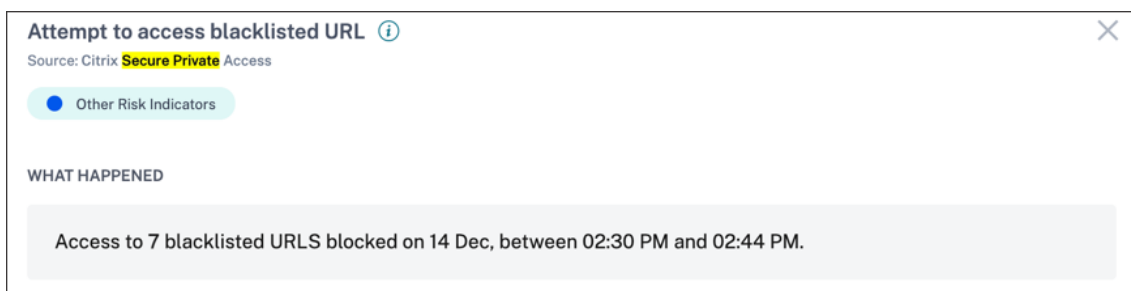 Attempt to access blacklisted URL
Source: Citrix Secure Private Access
Other Risk Indicators
WHAT HAPPENED
Access to 7 blacklisted URLS blocked on 14 Dec, between 02:30 PM and 02:44 PM.